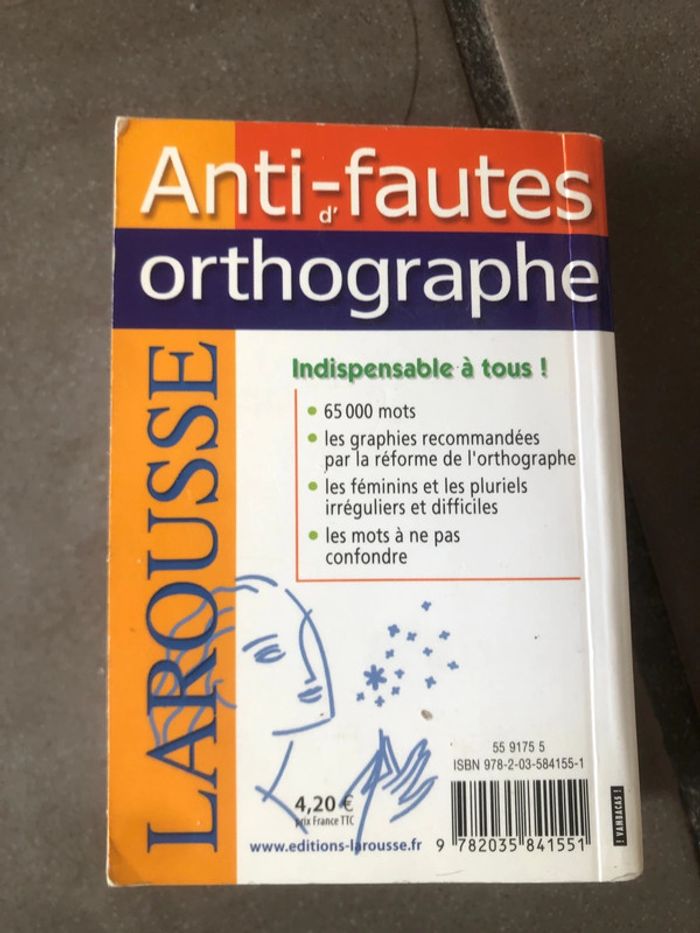 Anti-fautes
d'
orthographe
LAROUSSE
Indispensable à tous !
65 000 mots
les graphies recommandées
par la réforme de l'orthographe
les féminins et les pluriels
irréguliers et difficiles
les mots à ne pas
confondre
55 9175 5
ISBN 978-2-03-584155-1
4,20 €
prix France TTC
www.editions-larousse.fr
9 782035 841551
! VAMBACAS !